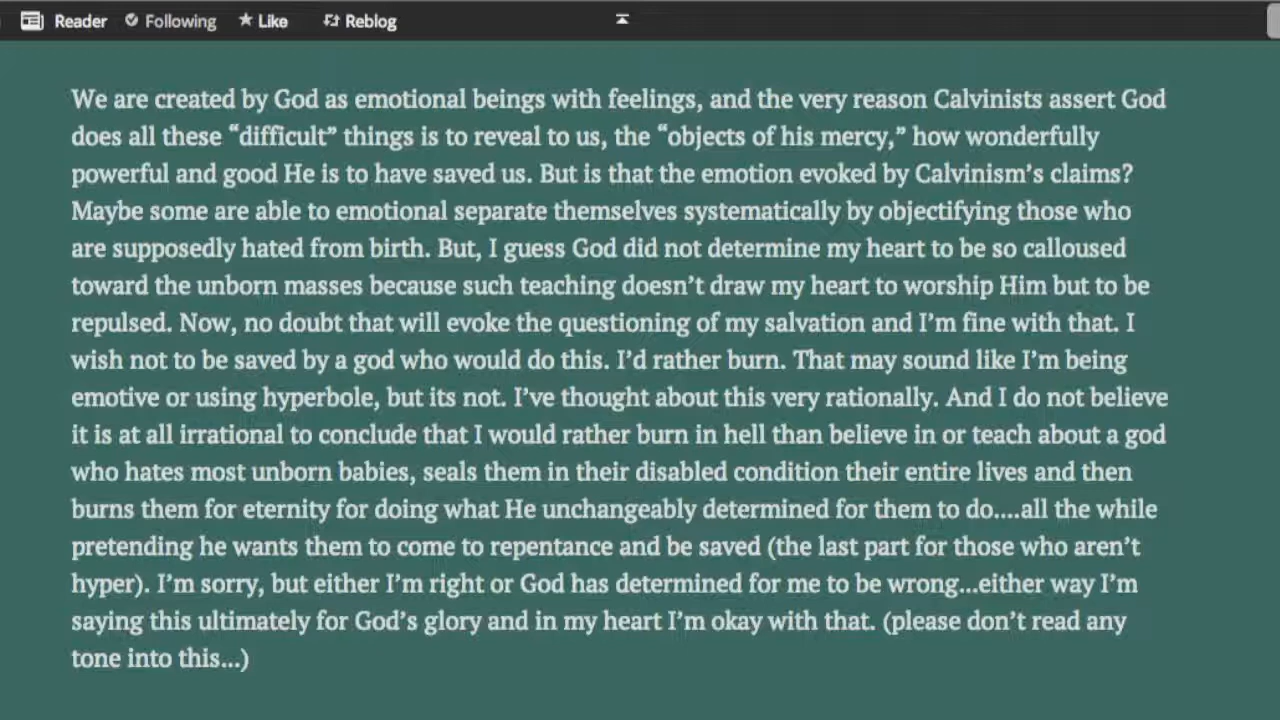 Reader Following Like Reblog
We are created by God as emotional beings with feelings, and the very reason Calvinists assert God
does all these “difficult” things is to reveal to us, the “objects of his mercy,” how wonderfully
powerful and good He is to have saved us. But is that the emotion evoked by Calvinism’s claims?
Maybe some are able to emotional separate themselves systematically by objectifying those who
are supposedly hated from birth. But, I guess God did not determine my heart to be so calloused
toward the unborn masses because such teaching doesn’t draw my heart to worship Him but to be
repulsed. Now, no doubt that will evoke the questioning of my salvation and I’m fine with that. I
wish not to be saved by a god who would do this. I’d rather burn. That may sound like I’m being
emotive or using hyperbole, but its not. I’ve thought about this very rationally. And I do not believe
it is at all irrational to conclude that I would rather burn in hell than believe in or teach about a god
who hates most unborn babies, seals them in their disabled condition their entire lives and then
burns them for eternity for doing what He unchangeably determined for them to do....all the while
pretending he wants them to come to repentance and be saved (the last part for those who aren’t
hyper). I’m sorry, but either I’m right or God has determined for me to be wrong...either way I’m
saying this ultimately for God’s glory and in my heart I’m okay with that. (please don’t read any
tone into this...)